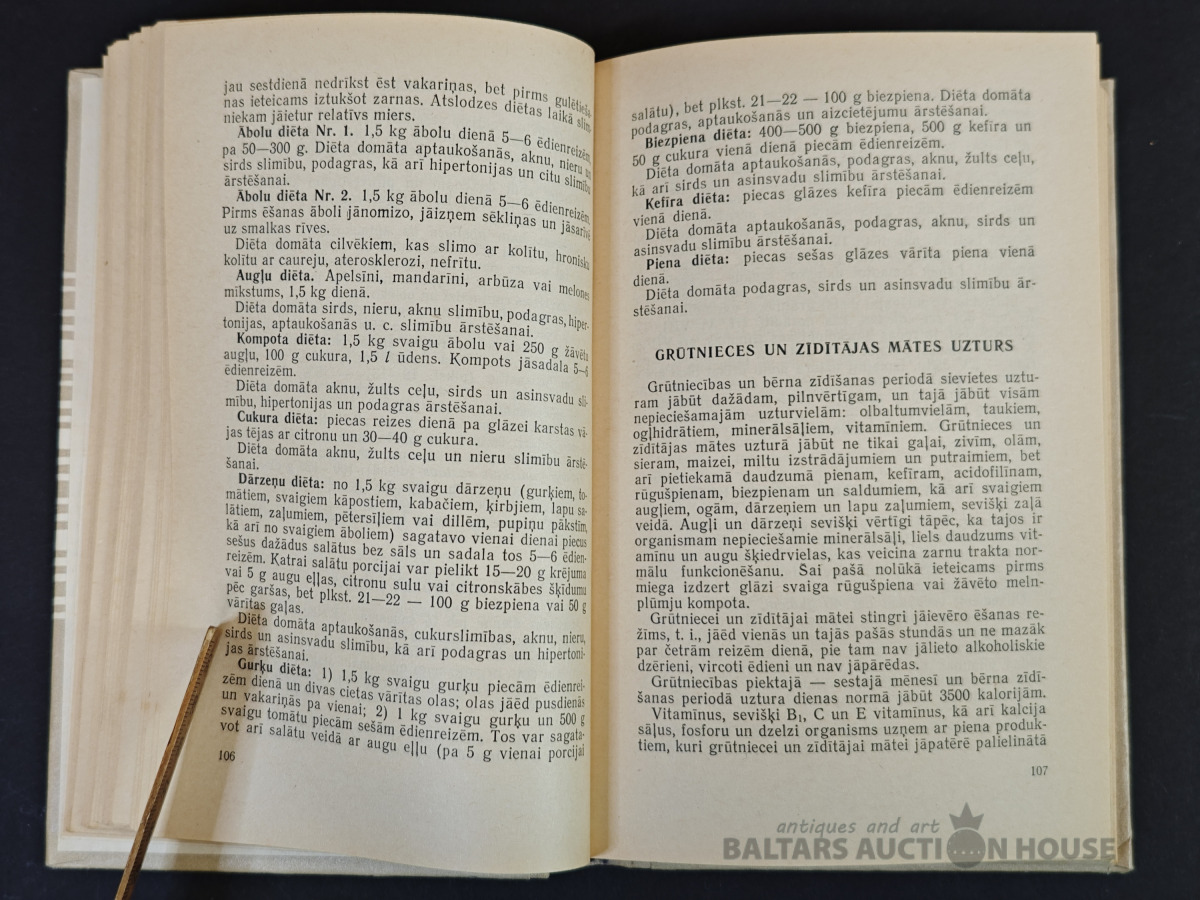 jau sestdienā nedrīkst ēst vakariņas, bet pirms gulētieša-
nas ieteicams iztukšot zarnas. Atslodzes diētas laikā slim-
niekam jāietur relatīvs miers.
Ābolu diēta Nr. 1. 1,5 kg ābolu dienā 5—6 ēdienreizēm,
pa 50—300 g. Diēta domāta aptaukošanās, aknu, nieru un
sirds slimību, podagras, kā arī hipertonijas un citu slimību
ārstēšanai.
Ābolu diēta Nr. 2. 1,5 kg ābolu dienā 5—6 ēdienreizēm.
Pirms ēšanas āboli jānomizo, jāizņem sēkliņas un jāsarīvē
uz smalkas rīves.
Diēta domāta cilvēkiem, kas slimo ar kolītu, hronisku
kolītu ar caureju, aterosklerozi, nefrītu.
Augļu diēta. Apelsīni, mandarīni, arbūza vai melones
mīkstums, 1,5 kg dienā.
Diēta domāta sirds, nieru, aknu slimību, podagras, hiper-
tonijas, aptaukošanās u. c. slimību ārstēšanai.
Kompota diēta: 1,5 kg svaigu ābolu vai 250 g žāvētu
augļu, 100 g cukura, 1,5 l ūdens. Kompots jāsadala 5—6
ēdienreizēm.
Diēta domāta aknu, žults ceļu, sirds un asinsvadu sli-
mību, hipertonijas un podagras ārstēšanai.
Cukura diēta: piecas reizes dienā pa glāzei karstas vā-
jas tējas ar citronu un 30—40 g cukura.
Diēta domāta aknu, žults ceļu un nieru slimību ārstē-
šanai.
Dārzeņu diēta: no 1,5 kg svaigu dārzeņu (gurķiem, to-
mātiem, svaigiem kāpostiem, kabačiem, ķirbjiem, lapu sa-
lātiem, zaļumiem, pētersīļiem vai dillēm, pupiņu pākstīm,
kā arī no svaigiem āboliem) sagatavo vienai dienai piecus
sešus dažādus salātus bez sāls un sadala tos 5—6 ēdien-
reizēm. Katrai salātu porcijai var pielikt 15—20 g krējuma
vai 5 g augu eļļas, citronu sulu vai citronskābes šķīdumu
pēc garšas, bet plkst. 21—22 — 100 g biezpiena vai 50 g
vārītas gaļas.
Diēta domāta aptaukošanās, cukurslimības, aknu, nieru,
sirds un asinsvadu slimību, kā arī podagras un hipertoni-
jas ārstēšanai.
Gurķu diēta: 1) 1,5 kg svaigu gurķu piecām ēdienrei-
zēm dienā un divas cietas vārītas olas; olas jāēd pusdienās
un vakariņās pa vienai; 2) 1 kg svaigu gurķu un 500 g
svaigu tomātu piecām sešām ēdienreizēm. Tos var sagata-
vot arī salātu veidā ar augu eļļu (pa 5 g vienai porcijai
106
salātu), bet plkst. 21—22 — 100 g biezpiena. Diēta domāta
podagras, aptaukošanās un aizcietējumu ārstēšanai.
Biezpiena diēta: 400—500 g biezpiena, 500 g kefīra un
50 g cukura vienā dienā piecām ēdienreizēm.
Diēta domāta aptaukošanās, podagras, aknu, žults ceļu,
kā arī sirds un asinsvadu slimību ārstēšanai.
Kefīra diēta: piecas glāzes kefīra piecām ēdienreizēm
vienā dienā.
Diēta domāta aptaukošanās, podagras, aknu, sirds un
asinsvadu slimību ārstēšanai.
Piena diēta: piecas sešas glāzes vārīta piena vienā
dienā.
Diēta domāta podagras, sirds un asinsvadu slimību ār-
stēšanai.
GRŪTNIECES UN ZĪDĪTĀJAS MĀTES UZTURS
Grūtniecības un bērna zīdīšanas periodā sievietes uztu-
ram jābūt dažādam, pilnvērtīgam, un tajā jābūt visām
nepieciešamajām uzturvielām: olbaltumvielām, taukiem,
ogļhidrātiem, minerālsāļiem, vitamīniem. Grūtnieces un
zīdītājas mātes uzturā jābūt ne tikai gaļai, zivīm, olām,
sieram, maizei, miltu izstrādājumiem un putraimiem, bet
arī pietiekamā daudzumā pienam, kefīram, acidofilīnam,
rūgušpienam, biezpienam un saldumiem, kā arī svaigiem
augļiem, ogām, dārzeņiem un lapu zaļumiem, sevišķi zaļā
veidā. Augļi un dārzeņi sevišķi vērtīgi tāpēc, ka tajos ir
organismam nepieciešamie minerālsāļi, liels daudzums vit-
amīnu un augu šķiedrvielas, kas veicina zarnu trakta nor-
mālu funkcionēšanu. Šai pašā nolūkā ieteicams pirms
miega izdzert glāzi svaiga rūgušpiena vai žāvēto meln-
plūmju kompota.
Grūtniecei un zīdītājai mātei stingri jāievēro ēšanas re-
žīms, t. i., jāēd vienās un tajās pašās stundās un ne mazāk
par četrām reizēm dienā, pie tam nav jālieto alkoholiskie
dzērieni, vircoti ēdieni un nav jāpārēdas.
Grūtniecības piektajā — sestajā mēnesī un bērna zīdī-
šanas periodā uztura dienas normā jābūt 3500 kalorijām.
Vitamīnus, sevišķi B₁, C un E vitamīnus, kā arī kalcija
sāļus, fosforu un dzelzi organisms uzņem ar piena produk-
tiem, kuri grūtniecei un zīdītājai mātei jāpatērē palielinātā
107
antiques and art
BALTARS AUCTION HOUSE